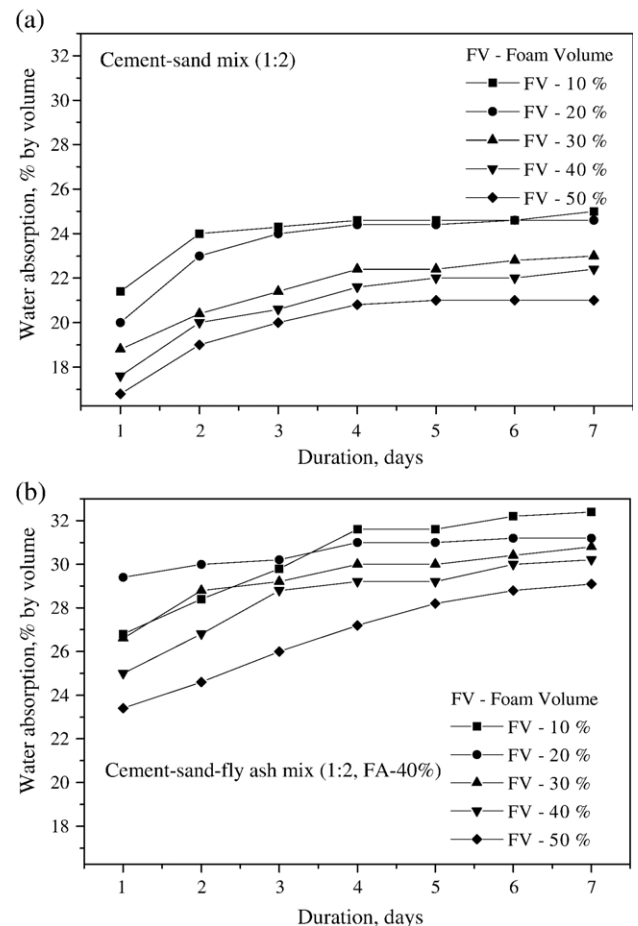 (a)
Cement-sand mix (1:2)
FV - Foam Volume
FV - 10 %
FV - 20 %
FV - 30 %
FV - 40 %
FV - 50 %
Water absorption, % by volume
32
30
28
26
24
22
20
18
1 2 3 4 5 6 7
Duration, days
(b)
Water absorption,% by volume
32
30
28
26
24
22
20
18
FV - Foam Volume
FV - 10 %
FV - 20 %
FV - 30 %
FV - 40 %
FV - 50 %
Cement-sand-fly ash mix (1:2, FA-40%)
1 2 3 4 5 6 7
Duration, days